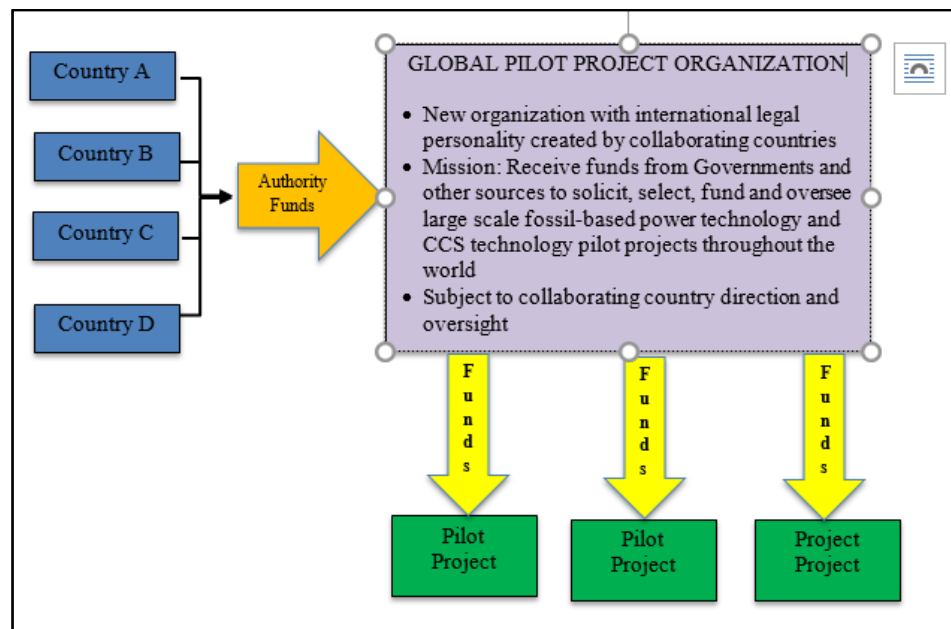 Country A
Country B
Country C
Country D
Authority
Funds
GLOBAL PILOT PROJECT ORGANIZATION
• New organization with international legal
personality created by collaborating countries
• Mission: Receive funds from Governments and
other sources to solicit, select, fund and oversee
large scale fossil-based power technology and
CCS technology pilot projects throughout the
world
• Subject to collaborating country direction and
oversight
Funds
Funds
Funds
Pilot
Project
Pilot
Project
Project
Project